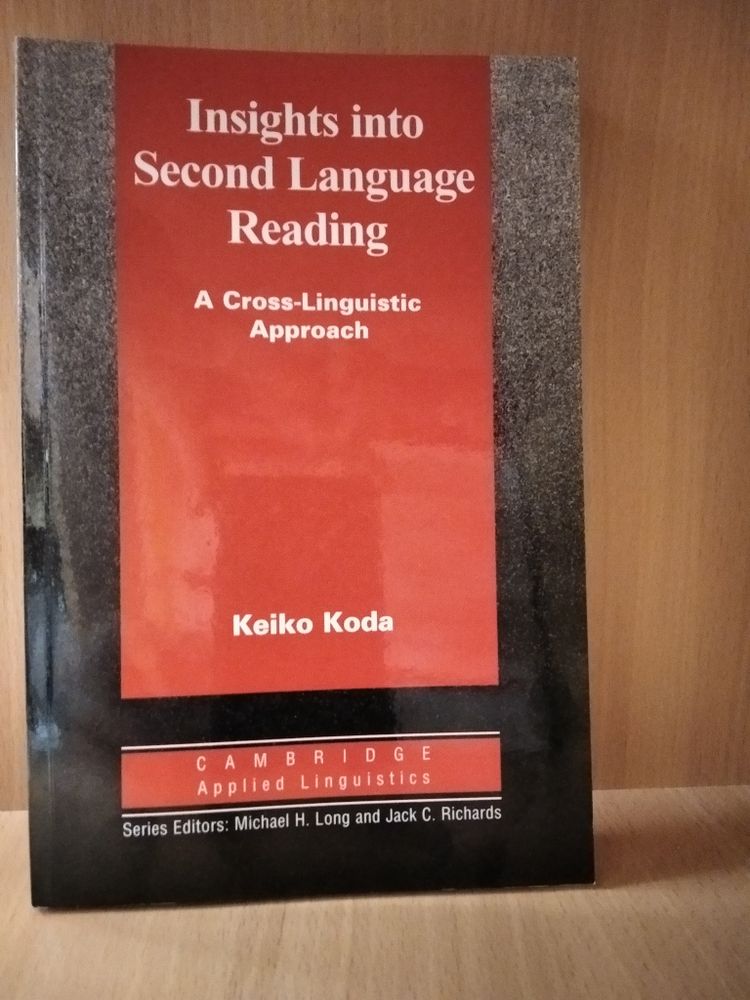 Insights into
Second Language
Reading
A Cross-Linguistic
Approach
Keiko Koda
CAMBRIDGE
Applied Linguistics
Series Editors: Michael H. Long and Jack C. Richards